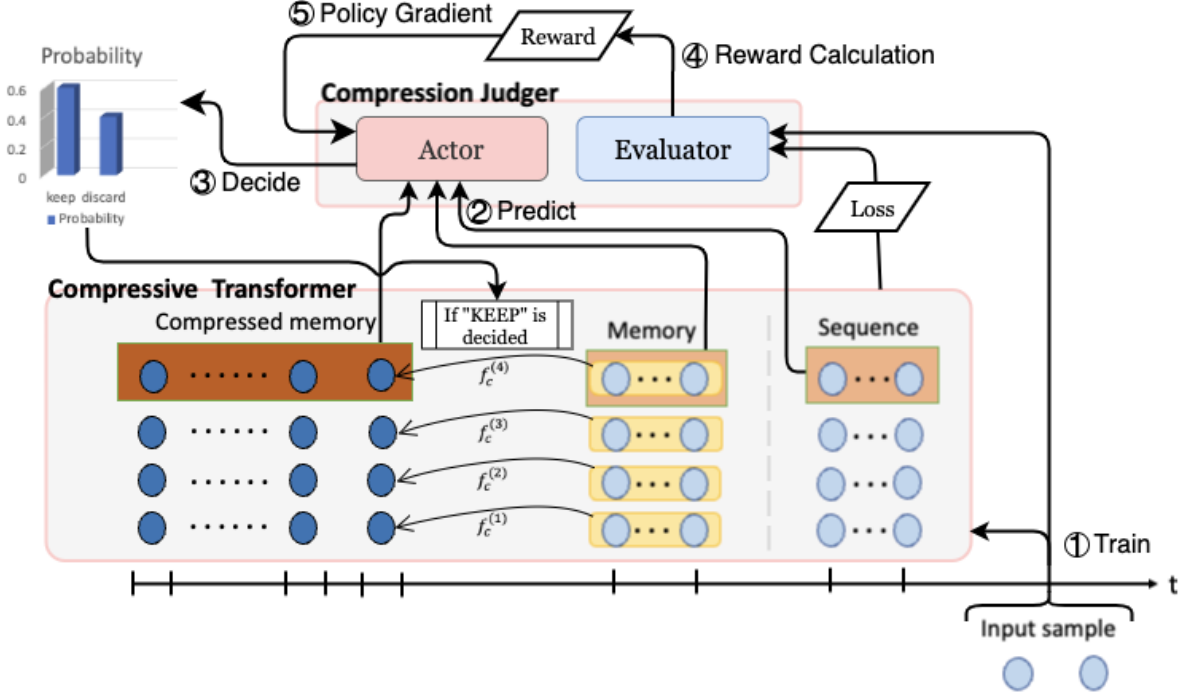 ⑤ Policy Gradient
Reward
④ Reward Calculation
Probability
0.6
0.4
0.2
0
keep discard
Probability
Compression Judger
Actor
Evaluator
③ Decide
② Predict
Loss
Compressive Transformer
Compressed memory
If "KEEP" is
decided
Memory
Sequence
f_c^(4)
f_c^(3)
f_c^(2)
f_c^(1)
① Train
t
Input sample